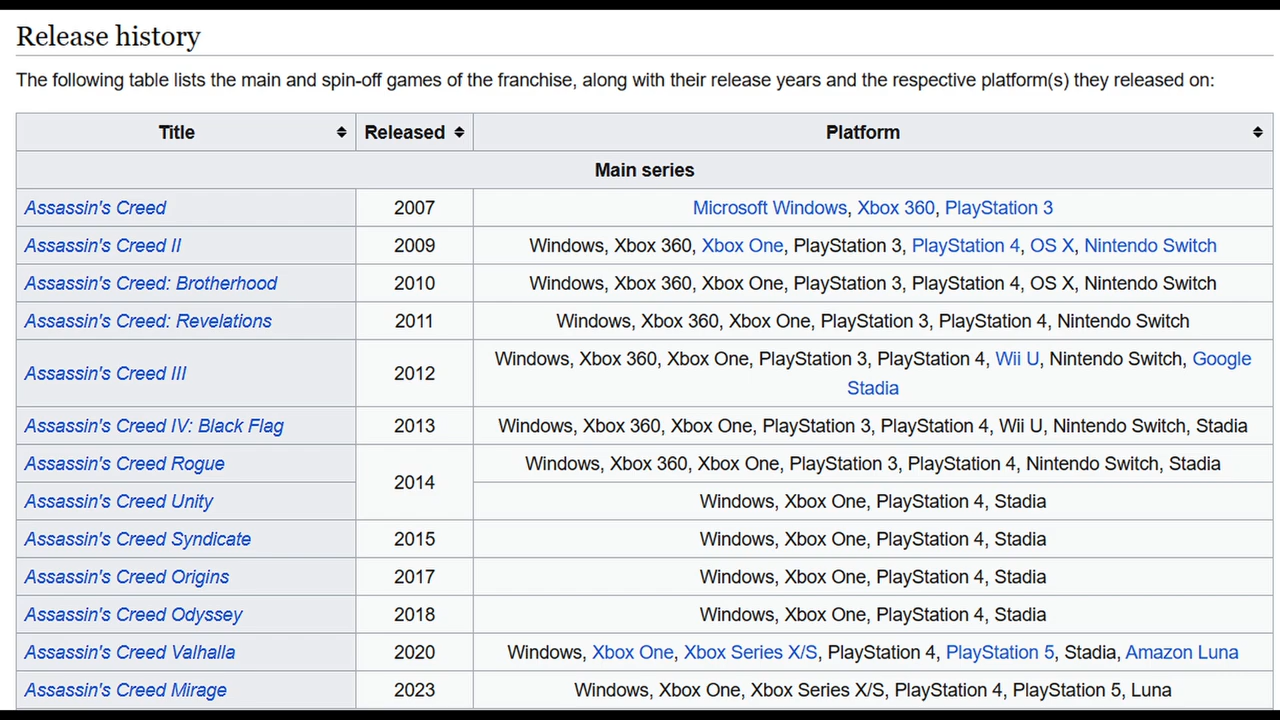 Release history
The following table lists the main and spin-off games of the franchise, along with their release years and the respective platform(s) they released on:
Title Released Platform
Main series
Assassin's Creed 2007 Microsoft Windows, Xbox 360, PlayStation 3
Assassin's Creed II 2009 Windows, Xbox 360, Xbox One, PlayStation 3, PlayStation 4, OS X, Nintendo Switch
Assassin's Creed: Brotherhood 2010 Windows, Xbox 360, Xbox One, PlayStation 3, PlayStation 4, OS X, Nintendo Switch
Assassin's Creed: Revelations 2011 Windows, Xbox 360, Xbox One, PlayStation 3, PlayStation 4, Nintendo Switch
Assassin's Creed III 2012 Windows, Xbox 360, Xbox One, PlayStation 3, PlayStation 4, Wii U, Nintendo Switch, Google
Stadia
Assassin's Creed IV: Black Flag 2013 Windows, Xbox 360, Xbox One, PlayStation 3, PlayStation 4, Wii U, Nintendo Switch, Stadia
Assassin's Creed Rogue 2014 Windows, Xbox 360, Xbox One, PlayStation 3, PlayStation 4, Nintendo Switch, Stadia
Assassin's Creed Unity Windows, Xbox One, PlayStation 4, Stadia
Assassin's Creed Syndicate 2015 Windows, Xbox One, PlayStation 4, Stadia
Assassin's Creed Origins 2017 Windows, Xbox One, PlayStation 4, Stadia
Assassin's Creed Odyssey 2018 Windows, Xbox One, PlayStation 4, Stadia
Assassin's Creed Valhalla 2020 Windows, Xbox One, Xbox Series X/S, PlayStation 4, PlayStation 5, Stadia, Amazon Luna
Assassin's Creed Mirage 2023 Windows, Xbox One, Xbox Series X/S, PlayStation 4, PlayStation 5, Luna